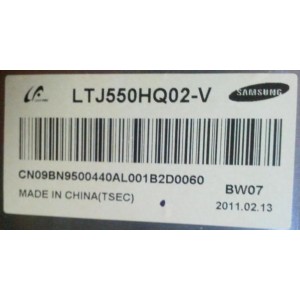 LTJ550HQ02-V
SAMSUNG
CN09BN9500440AL001B2D0060
BW07
MADE IN CHINA(TSEC)
2011.02.13